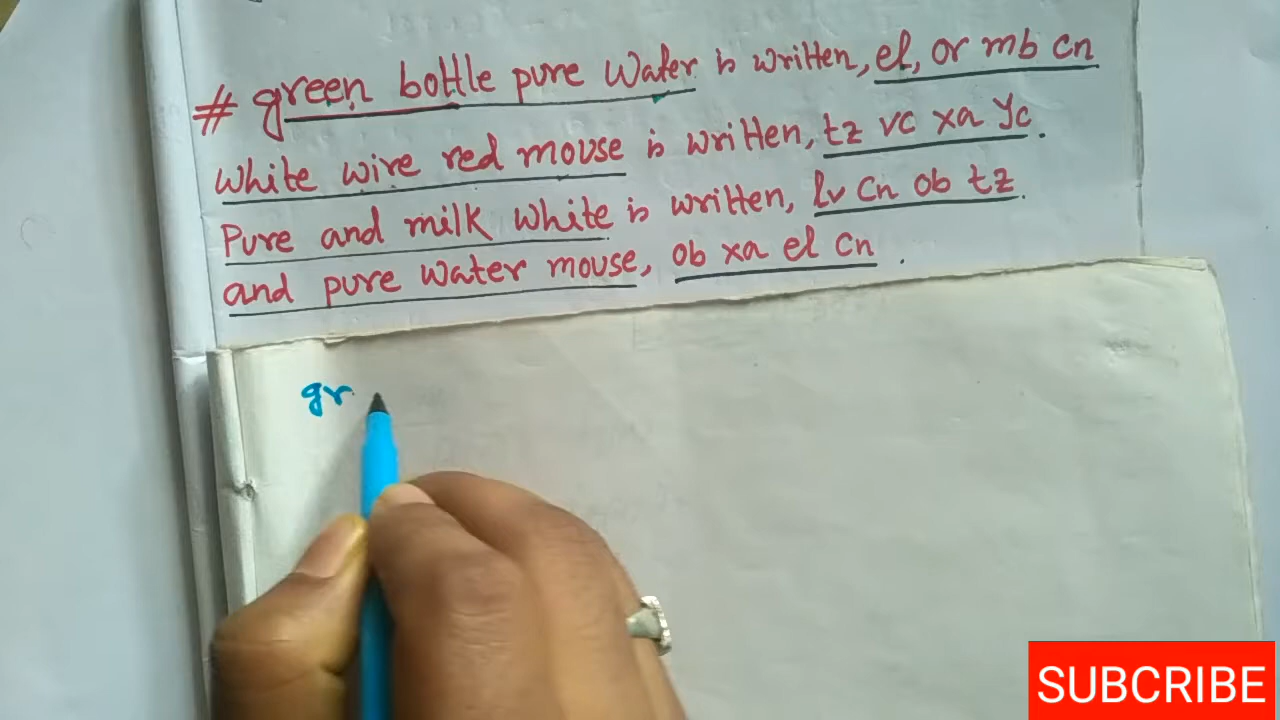 # green bottle pure Water is written, el, or mb cn
White wire red mouse is written, tz vc xa yc.
Pure and milk white is written, lv cn ob tz.
and pure water mouse, ob xa el cn.
gr
SUBCRIBE